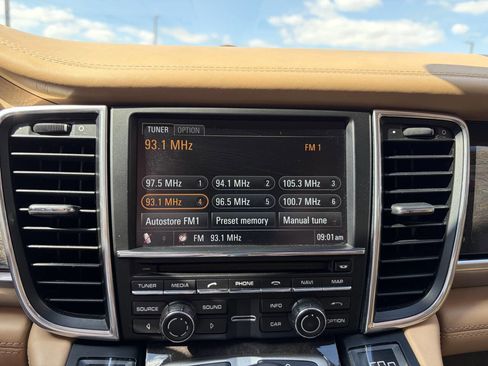 TUNER OPTION
93.1 MHz FM 1
97.5 MHz 1 94.1 MHz 2 105.3 MHz 3
93.1 MHz 4 96.5 MHz 5 100.7 MHz 6
Autostore FM1 Preset memory Manual tune
FM 93.1 MHz 09:01am
TUNER MEDIA PHONE NAVI MAP
SOURCE SOUND INFO
CAR OPTION